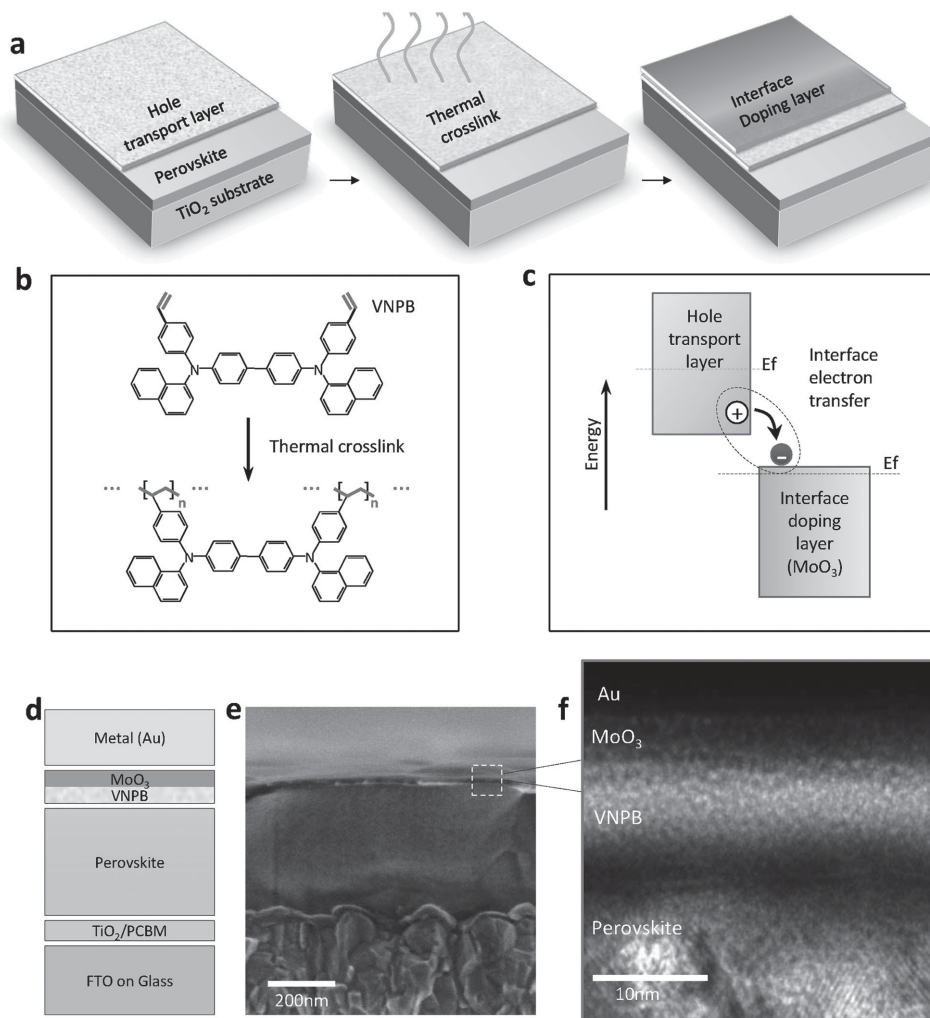 a
Hole
transport layer
Perovskite
TiO₂ substrate
Thermal
crosslink
Interface
Doping layer
b
VNPB
N
N
Thermal crosslink
... [ ]n ...
... [ ]n ...
N
N
c
Energy
Hole
transport
layer
Ef
+
Interface
electron
transfer
-
Ef
Interface
doping
layer
(MoO₃)
d
Metal (Au)
MoO₃
VNPB
Perovskite
TiO₂/PCBM
FTO on Glass
e
200nm
f
Au
MoO₃
VNPB
Perovskite
10nm